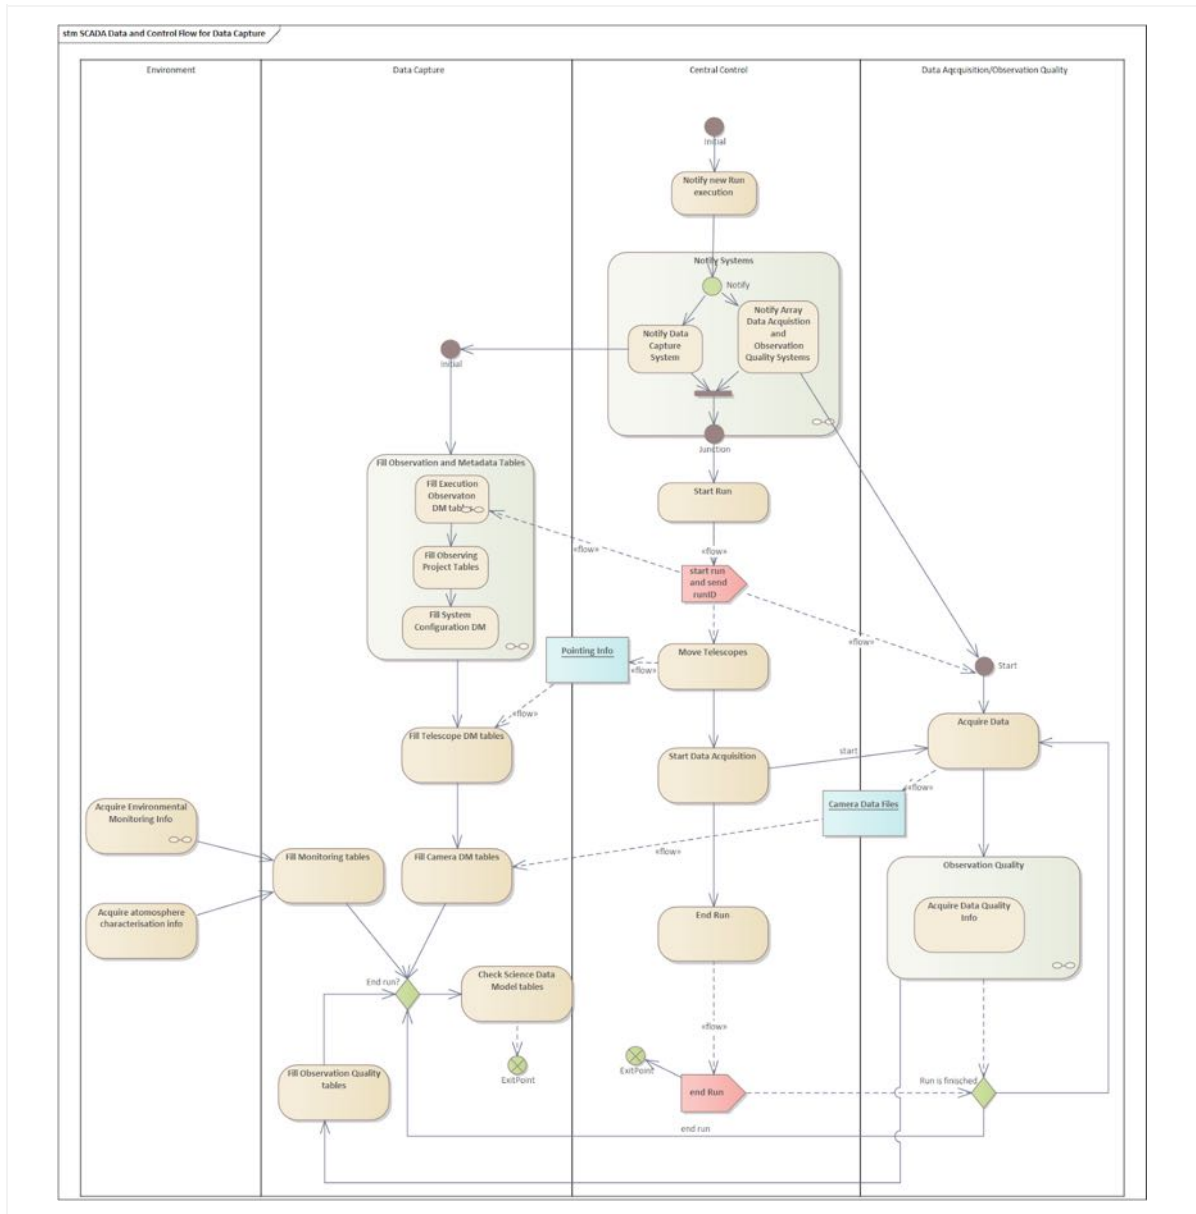 stm SCADA Data and Control Flow for Data Capture
Environment
Data Capture
Central Control
Data Aqcquisition/Observation Quality
Initial
Notify new Run
execution
Notify Systems
Notify
Notify Array
Data Acquistion
and
Observation
Quality Systems
Notify Data
Capture
System
Initial
Junction
Fill Observation and Metadata Tables
Fill Execution
Observaton
DM tables
Start Run
«flow»
«flow»
Fill Observing
Project Tables
start run
and send
runID
Fill System
Configuration DM
«flow»
Pointing Info
Move Telescopes
«flow»
Start
«flow»
Acquire Data
Fill Telescope DM tables
Start Data Acquisition
start
«flow»
Acquire Environmental
Monitoring Info
Camera Data Files
«flow»
Fill Monitoring tables
Fill Camera DM tables
Observation Quality
Acquire Data Quality
Info
Acquire atomosphere
characterisation info
End Run
End run?
Check Science Data
Model tables
«flow»
ExitPoint
ExitPoint
Fill Observation Quality
tables
end Run
Run is finisched
end run